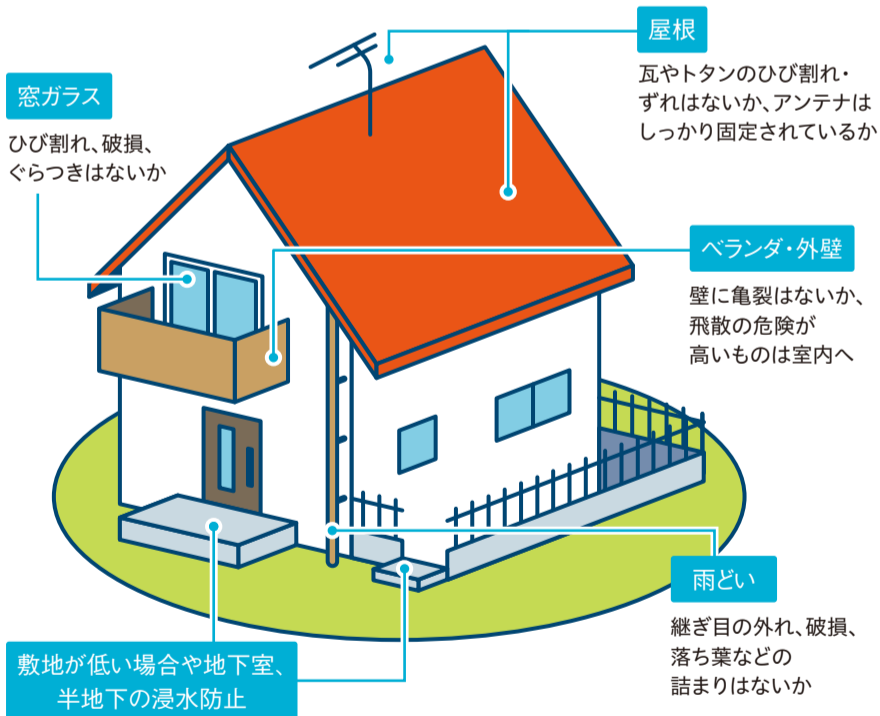 屋根
瓦やトタンのひび割れ・
ずれはないか、アンテナは
しっかり固定されているか
窓ガラス
ひび割れ、破損、
ぐらつきはないか
ベランダ・外壁
壁に亀裂はないか、
飛散の危険が
高いものは室内へ
雨どい
継ぎ目の外れ、破損、
落ち葉などの
詰まりはないか
敷地が低い場合や地下室、
半地下の浸水防止